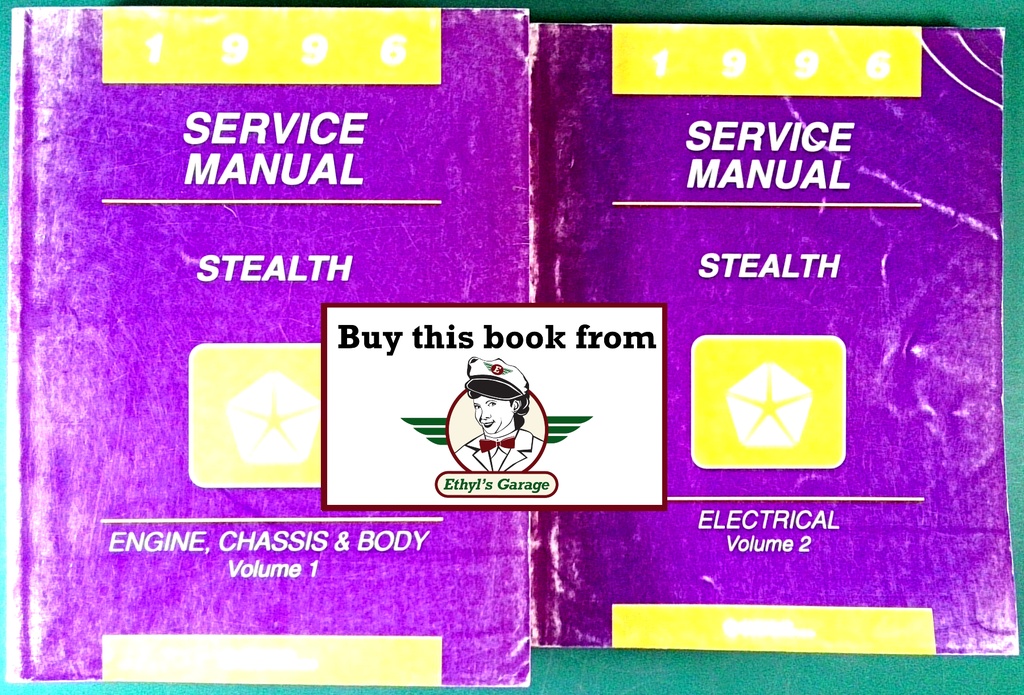 1 9 9 6
SERVICE
MANUAL
STEALTH
ENGINE, CHASSIS & BODY
Volume 1
1 9 9 6
SERVICE
MANUAL
STEALTH
ELECTRICAL
Volume 2
Buy this book from
E
Ethyl's Garage